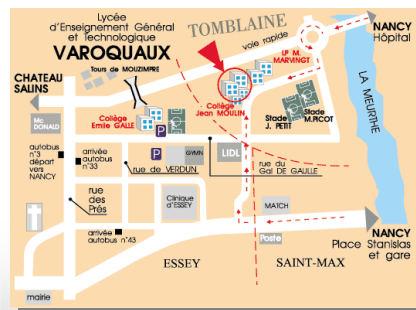 Lycée
d'Enseignement Général
et Technologique
VAROQUAUX
TOMBLAINE
voie rapide
NANCY
Hôpital
LP M.
MARVINGT
Tours de MOUZIMPRE
CHATEAU
SALINS
LA MEURTHE
Collège
Jean MOULIN
Collège
Emile GALLE
Stade
J. PETIT
Stade
M.PICOT
Mc
DONALD
P
autobus
n°3
départ
vers
NANCY
arrivée
autobus
n°33
P
GYMN
LIDL
rue de VERDUN
rue du
Gal DE GAULLE
rue
des
Prés
Clinique
d'ESSEY
MATCH
arrivée
autobus n°43
Poste
NANCY
Place Stanislas
et gare
ESSEY
SAINT-MAX
mairie